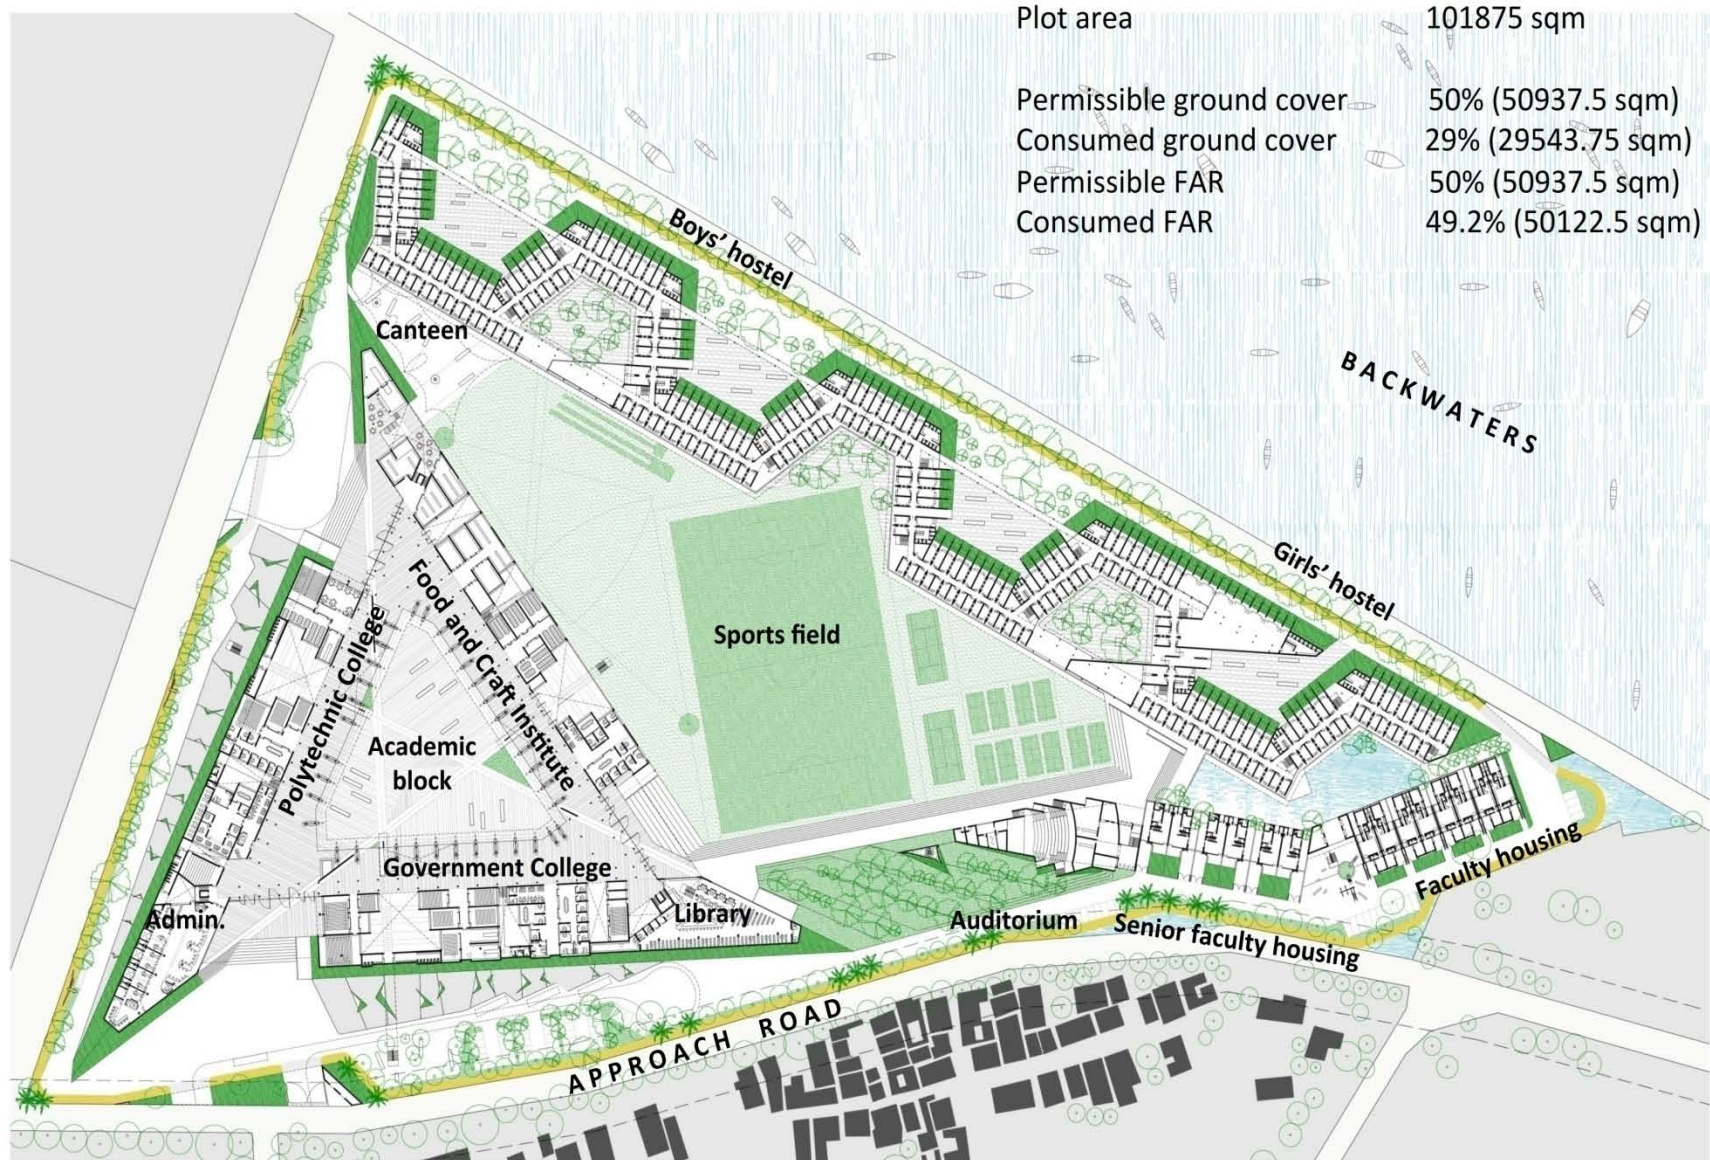 Plot area 101875 sqm
Permissible ground cover 50% (50937.5 sqm)
Consumed ground cover 29% (29543.75 sqm)
Permissible FAR 50% (50937.5 sqm)
Consumed FAR 49.2% (50122.5 sqm)
Boys' hostel
Canteen
BACKWATERS
Girls' hostel
Food and Craft Institute
Sports field
Polytechnic College
Academic
block
Government College
Faculty housing
Admin.
Library
Auditorium
Senior faculty housing
APPROACH ROAD